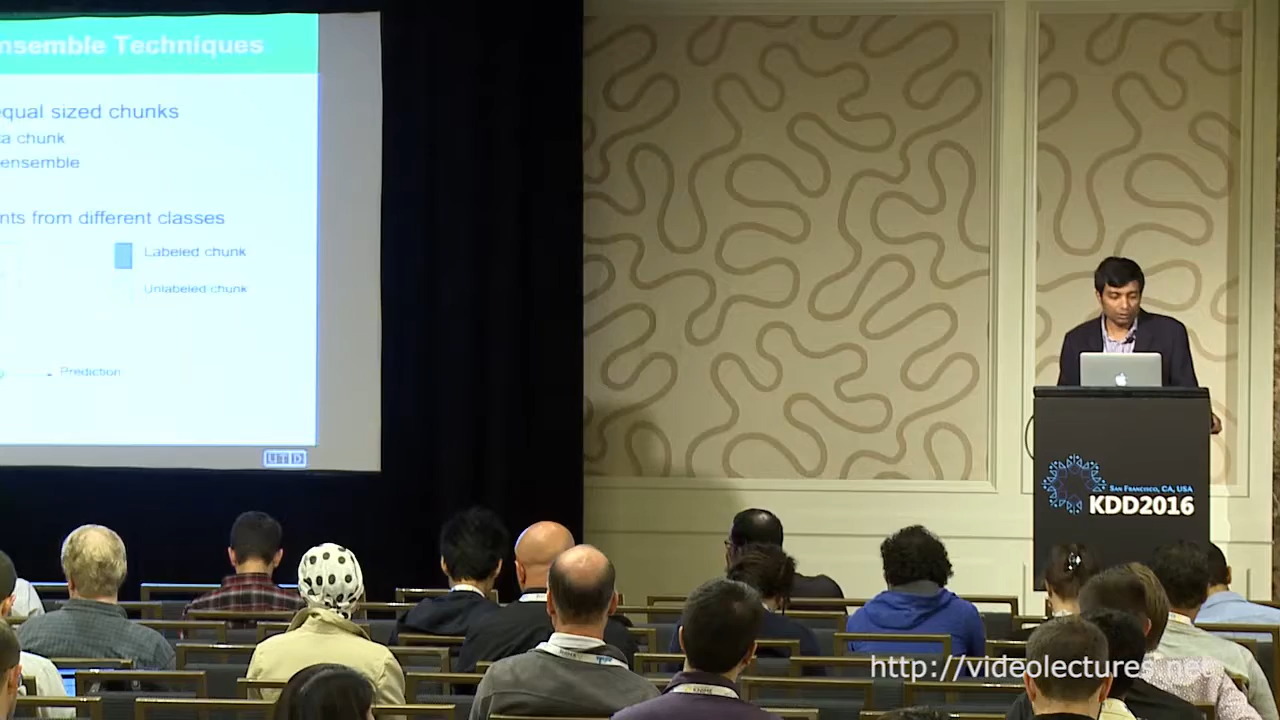 nsemble Techniques
equal sized chunks
a chunk
ensemble
nts from different classes
Labeled chunk
Unlabeled chunk
Prediction
UTD
SAN FRANCISCO, CA, USA
KDD2016
http://videolectures.net